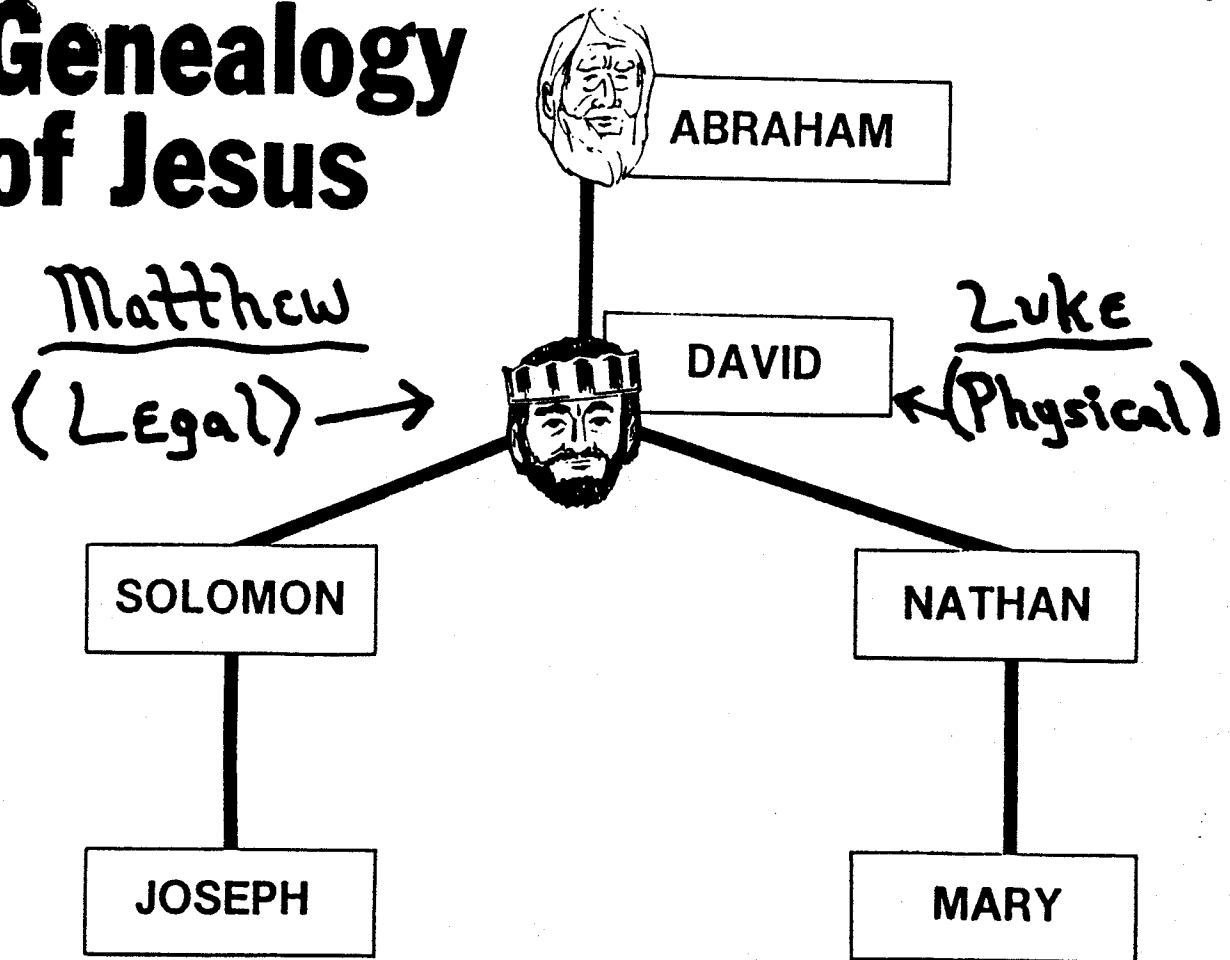 Genealogy
of Jesus
ABRAHAM
Matthew
(Legal)
DAVID
Luke
(Physical)
SOLOMON
NATHAN
JOSEPH
MARY